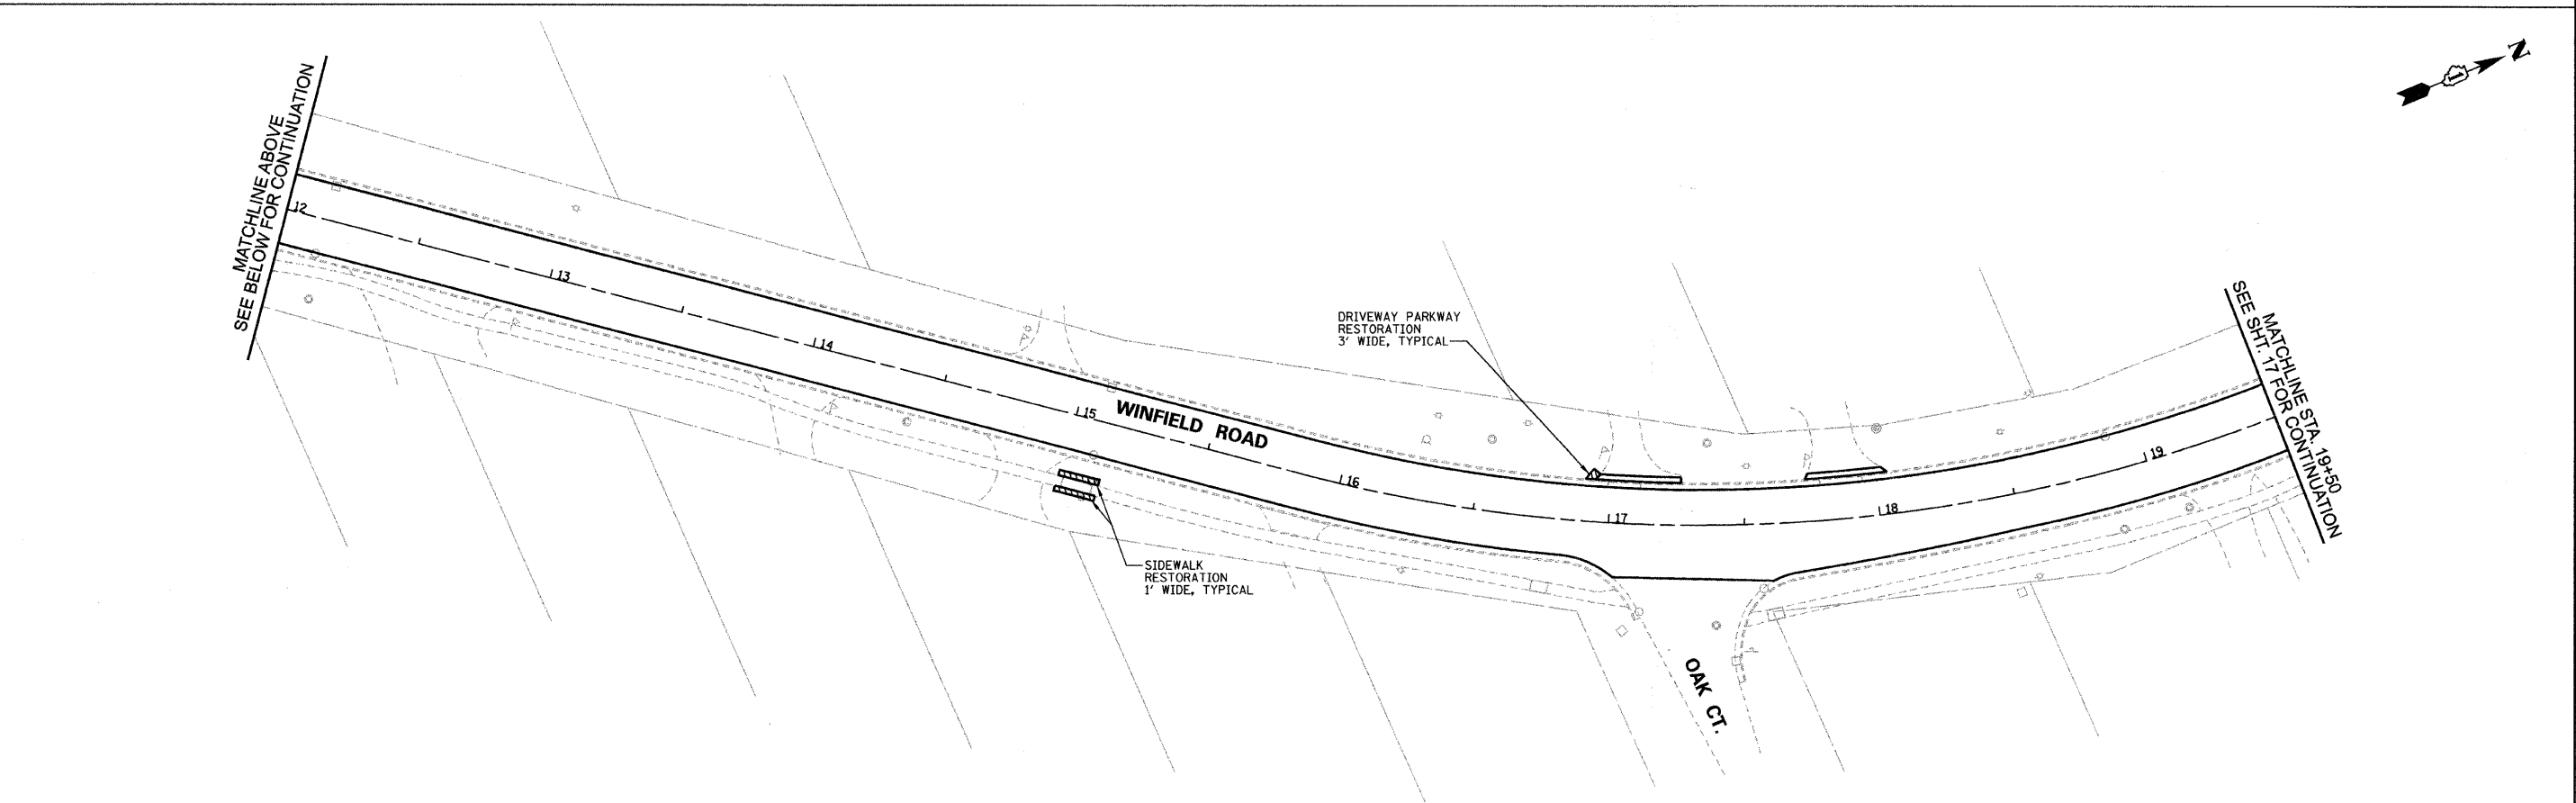 N
MATCHLINE ABOVE
SEE BELOW FOR CONTINUATION
12
13
14
15
WINFIELD ROAD
16
17
18
19
DRIVEWAY PARKWAY
RESTORATION
3' WIDE, TYPICAL
SIDEWALK
RESTORATION
1' WIDE, TYPICAL
OAK CT.
MATCHLINE STA. 19+50
SEE SHT. 17 FOR CONTINUATION